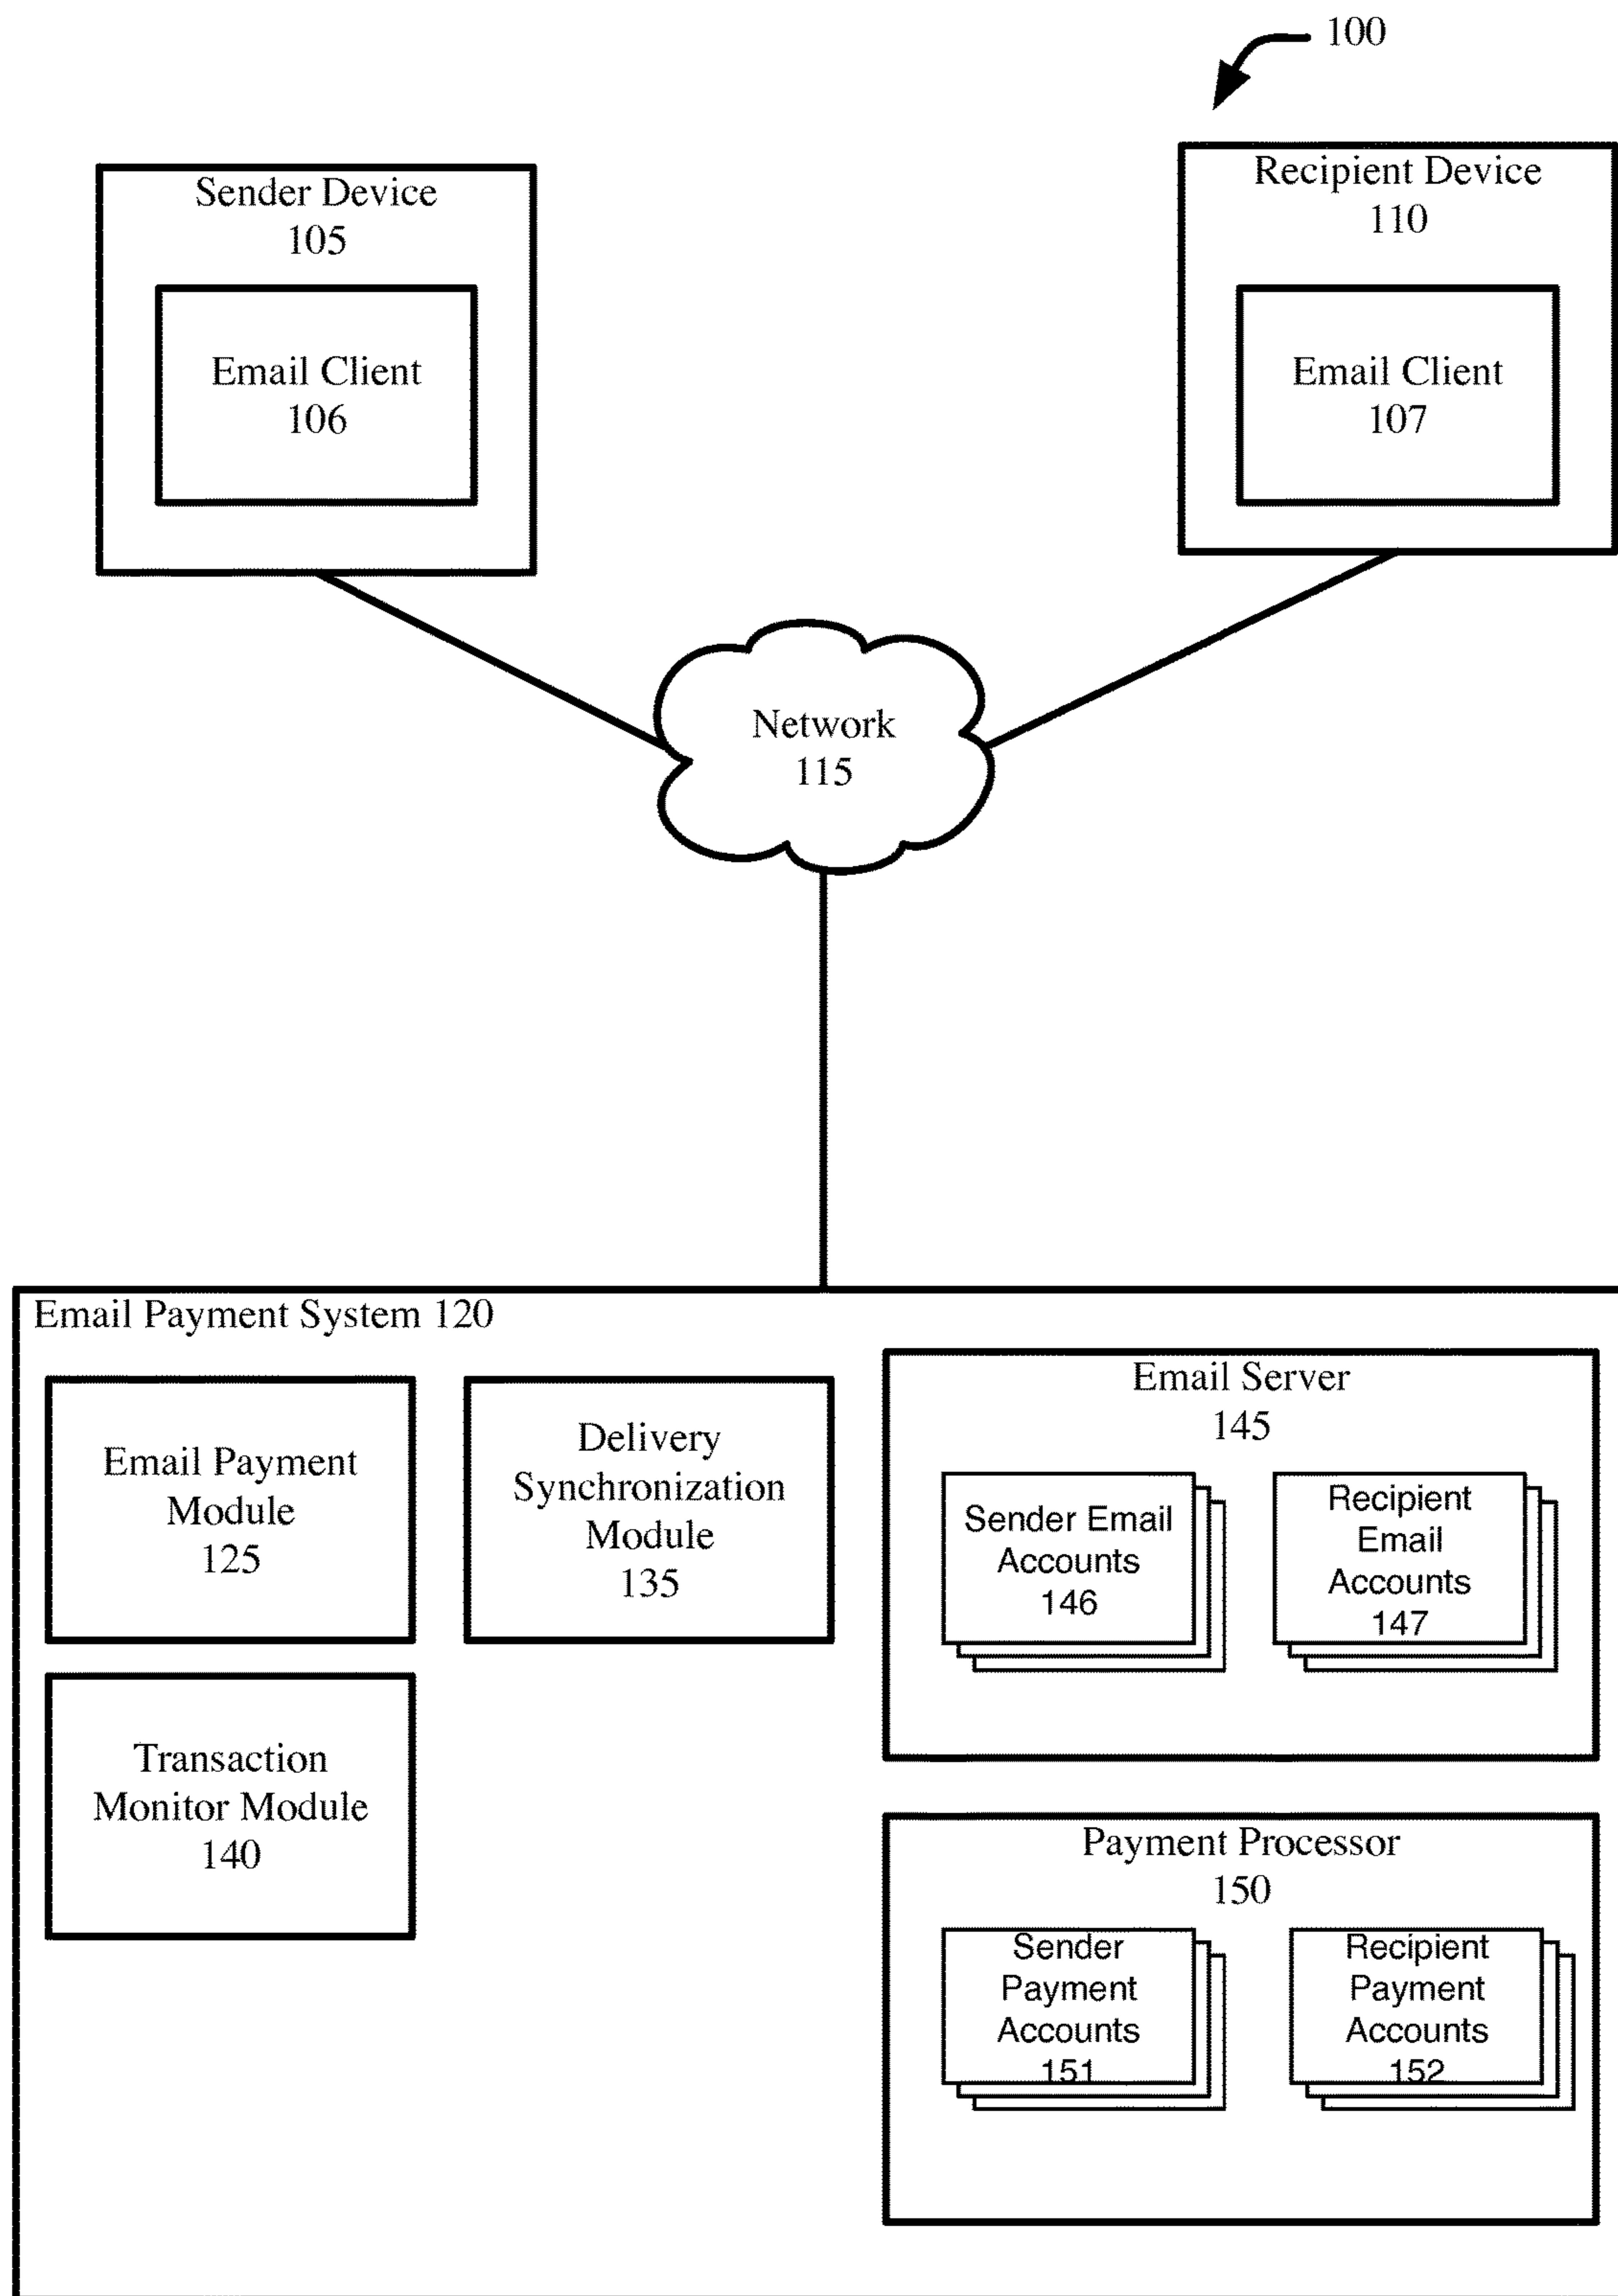 100
Sender Device
105
Email Client
106
Recipient Device
110
Email Client
107
Network
115
Email Payment System 120
Email Payment
Module
125
Delivery
Synchronization
Module
135
Transaction
Monitor Module
140
Email Server
145
Sender Email
Accounts
146
Recipient
Email
Accounts
147
Payment Processor
150
Sender
Payment
Accounts
151
Recipient
Payment
Accounts
152